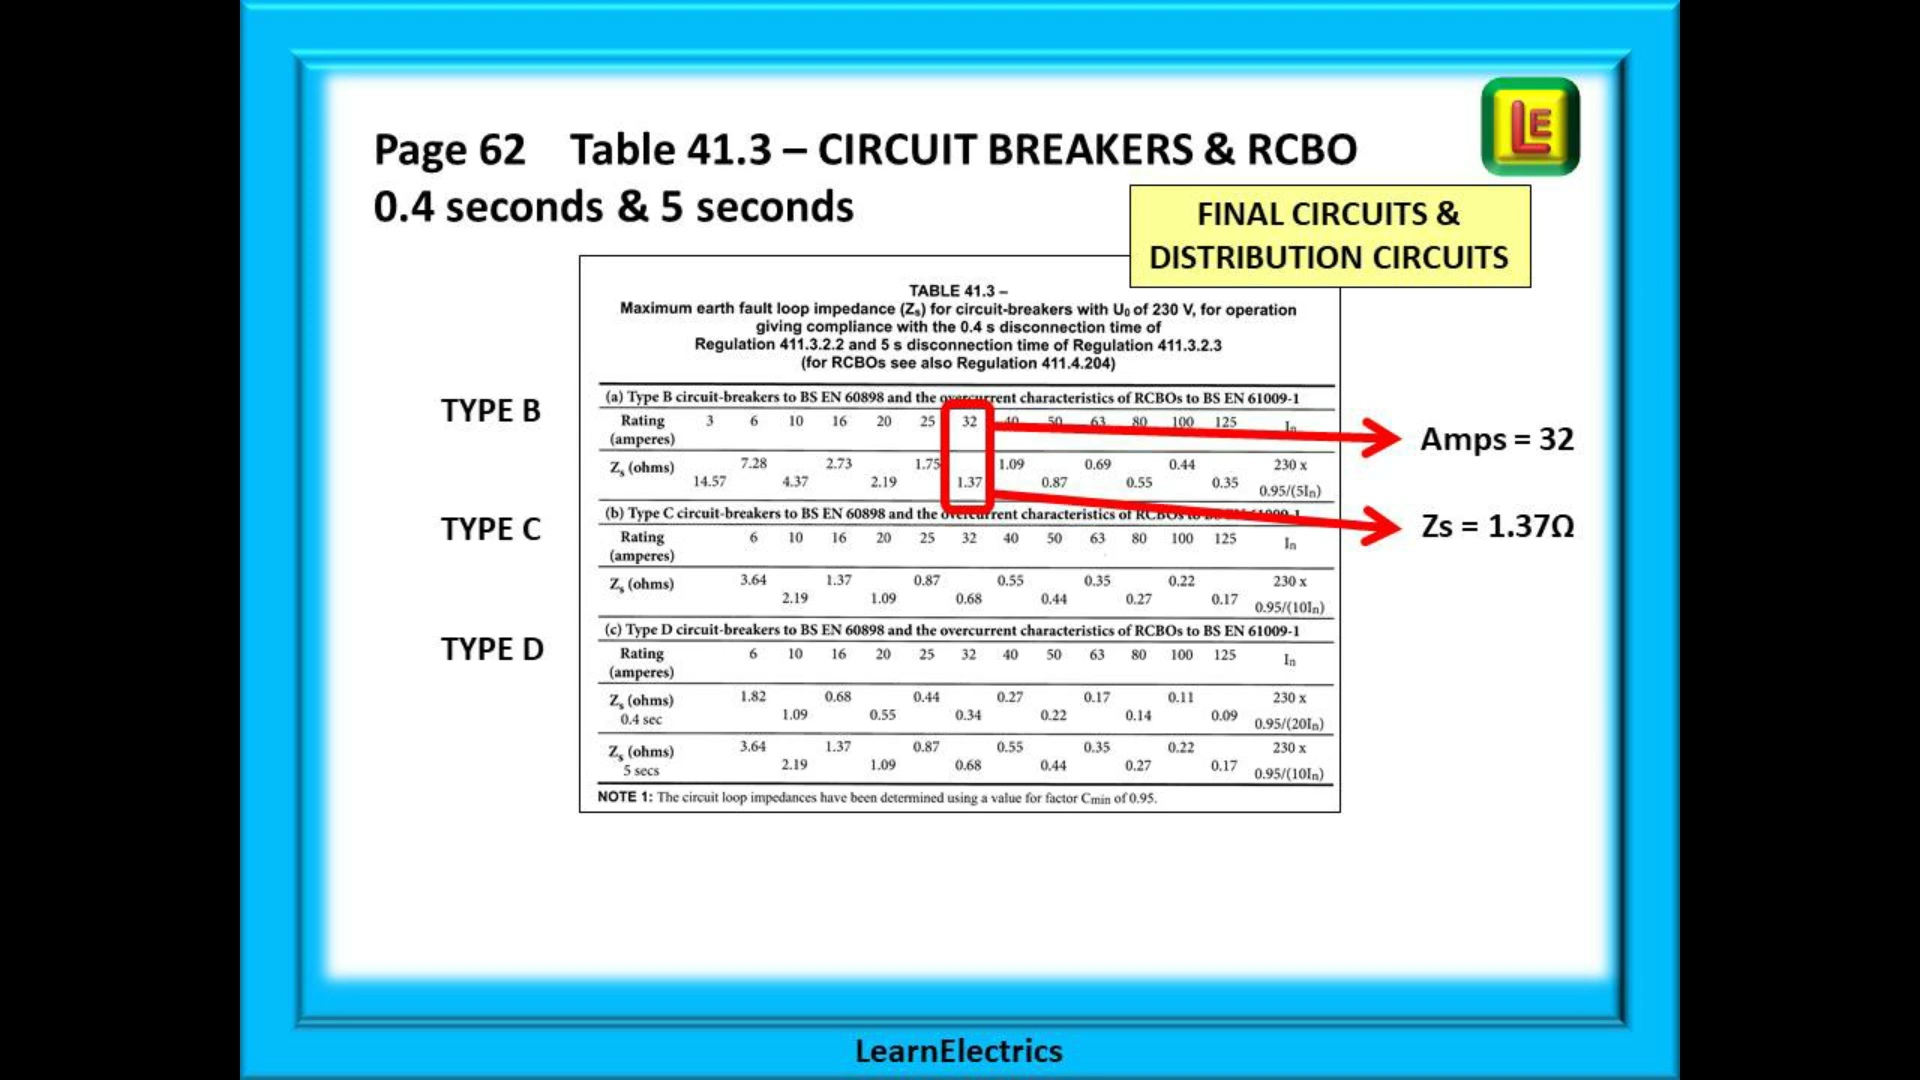 Page 62 Table 41.3 – CIRCUIT BREAKERS & RCBO
0.4 seconds & 5 seconds
LE
FINAL CIRCUITS &
DISTRIBUTION CIRCUITS
TABLE 41.3 –
Maximum earth fault loop impedance (Zs) for circuit-breakers with U0 of 230 V, for operation
giving compliance with the 0.4 s disconnection time of
Regulation 411.3.2.2 and 5 s disconnection time of Regulation 411.3.2.3
(for RCBOs see also Regulation 411.4.204)
TYPE B
(a) Type B circuit-breakers to BS EN 60898 and the overcurrent characteristics of RCBOs to BS EN 61009-1
Rating 3 6 10 16 20 25 32 40 50 63 80 100 125 In
(amperes)
Amps = 32
Zs (ohms) 7.28 2.73 1.75 1.09 0.69 0.44 230 x
14.57 4.37 2.19 1.37 0.87 0.55 0.35 0.95/(5In)
Zs = 1.37Ω
TYPE C
(b) Type C circuit-breakers to BS EN 60898 and the overcurrent characteristics of RCBOs to BS EN 61009-1
Rating 6 10 16 20 25 32 40 50 63 80 100 125 In
(amperes)
Zs (ohms) 3.64 1.37 0.87 0.55 0.35 0.22 230 x
2.19 1.09 0.68 0.44 0.27 0.17 0.95/(10In)
TYPE D
(c) Type D circuit-breakers to BS EN 60898 and the overcurrent characteristics of RCBOs to BS EN 61009-1
Rating 6 10 16 20 25 32 40 50 63 80 100 125 In
(amperes)
Zs (ohms) 1.82 0.68 0.44 0.27 0.17 0.11 230 x
0.4 sec 1.09 0.55 0.34 0.22 0.14 0.09 0.95/(20In)
Zs (ohms) 3.64 1.37 0.87 0.55 0.35 0.22 230 x
5 secs 2.19 1.09 0.68 0.44 0.27 0.17 0.95/(10In)
NOTE 1: The circuit loop impedances have been determined using a value for factor Cmin of 0.95.
LearnElectrics